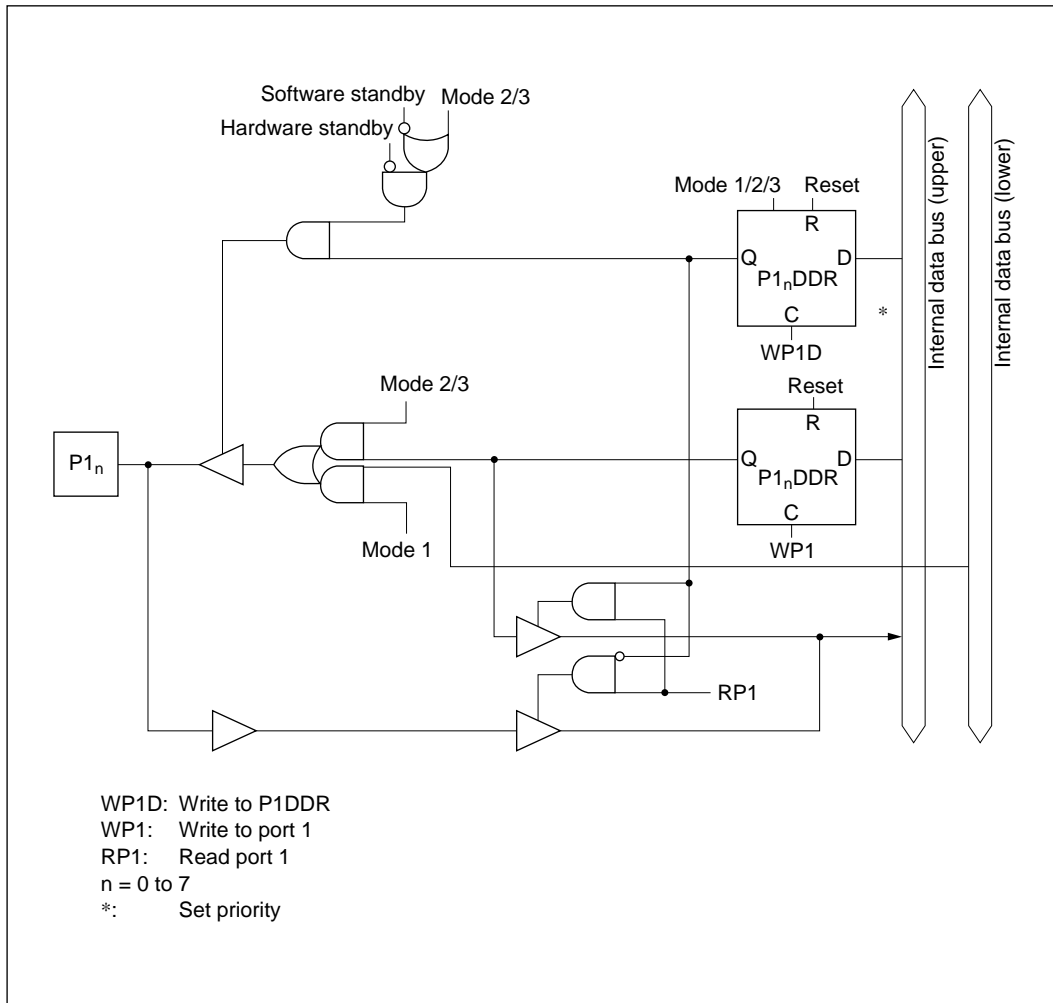 Software standby
Mode 2/3
Hardware standby
Mode 1/2/3 Reset
R
Q D
P1nDDR
C
*
WP1D
Internal data bus (upper)
Internal data bus (lower)
Mode 2/3
Reset
R
P1n
Q D
P1nDDR
C
Mode 1
WP1
RP1
WP1D: Write to P1DDR
WP1: Write to port 1
RP1: Read port 1
n = 0 to 7
*: Set priority